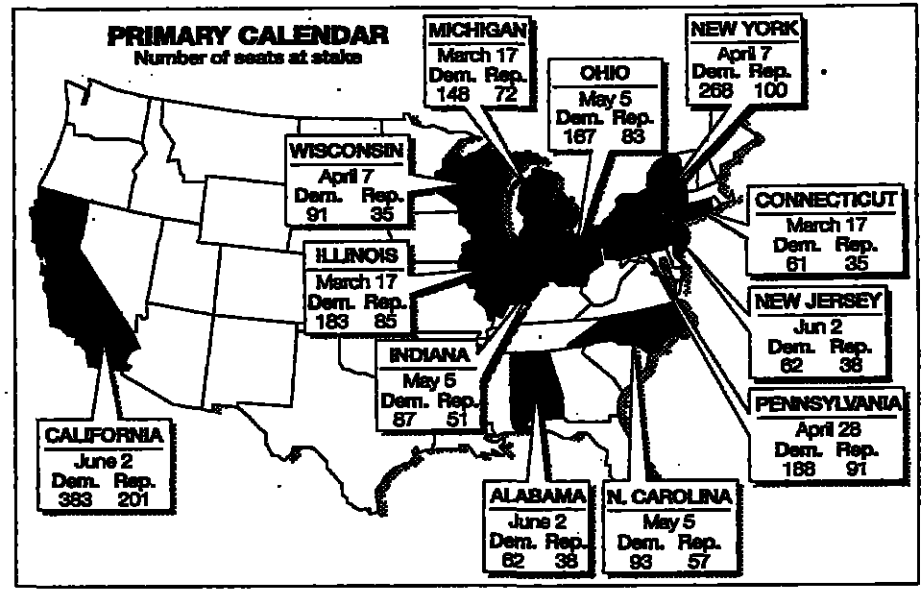 PRIMARY CALENDAR
Number of seats at stake
MICHIGAN
March 17
Dem. Rep.
148 72
OHIO
May 5
Dem. Rep.
167 83
NEW YORK
April 7
Dem. Rep.
268 100
WISCONSIN
April 7
Dem. Rep.
91 35
CONNECTICUT
March 17
Dem. Rep.
61 35
ILLINOIS
March 17
Dem. Rep.
183 85
NEW JERSEY
Jun 2
Dem. Rep.
62 38
INDIANA
May 5
Dem. Rep.
87 51
PENNSYLVANIA
April 28
Dem. Rep.
188 91
CALIFORNIA
June 2
Dem. Rep.
383 201
ALABAMA
June 2
Dem. Rep.
62 38
N. CAROLINA
May 5
Dem. Rep.
93 57